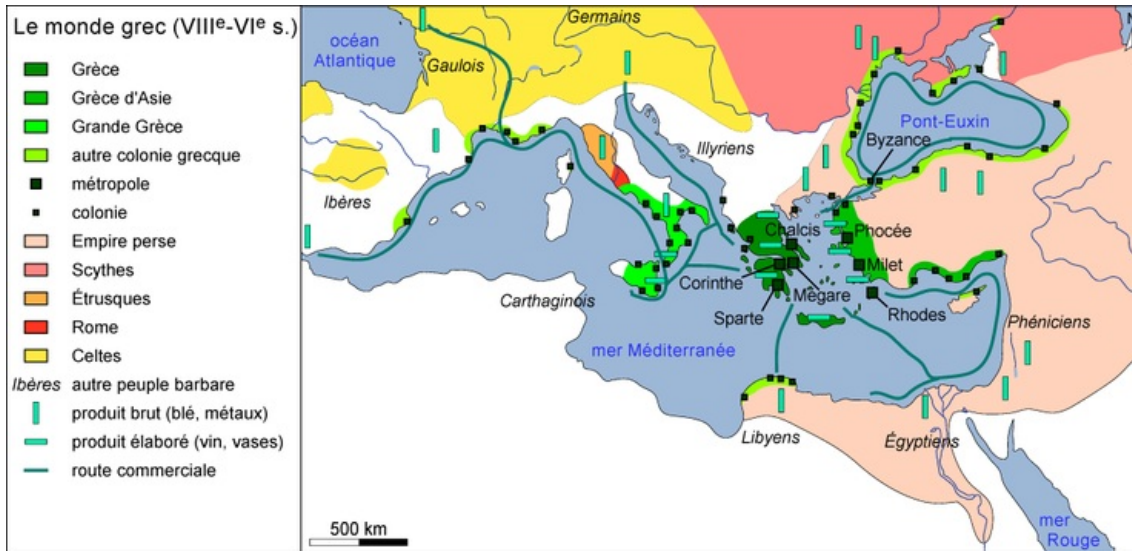 Le monde grec (VIIIᵉ-VIᵉ s.)
Grèce
Grèce d'Asie
Grande Grèce
autre colonie grecque
métropole
colonie
Empire perse
Scythes
Étrusques
Rome
Celtes
Ibères autre peuple barbare
produit brut (blé, métaux)
produit élaboré (vin, vases)
route commerciale
Germains
océan
Atlantique
Gaulois
Pont-Euxin
Byzance
Illyriens
Ibères
Chalcis
Phocée
Milet
Carthaginois
Corinthe
Mégare
Sparte
Rhodes
Phéniciens
mer Méditerranée
Libyens
Égyptiens
500 km
mer
Rouge